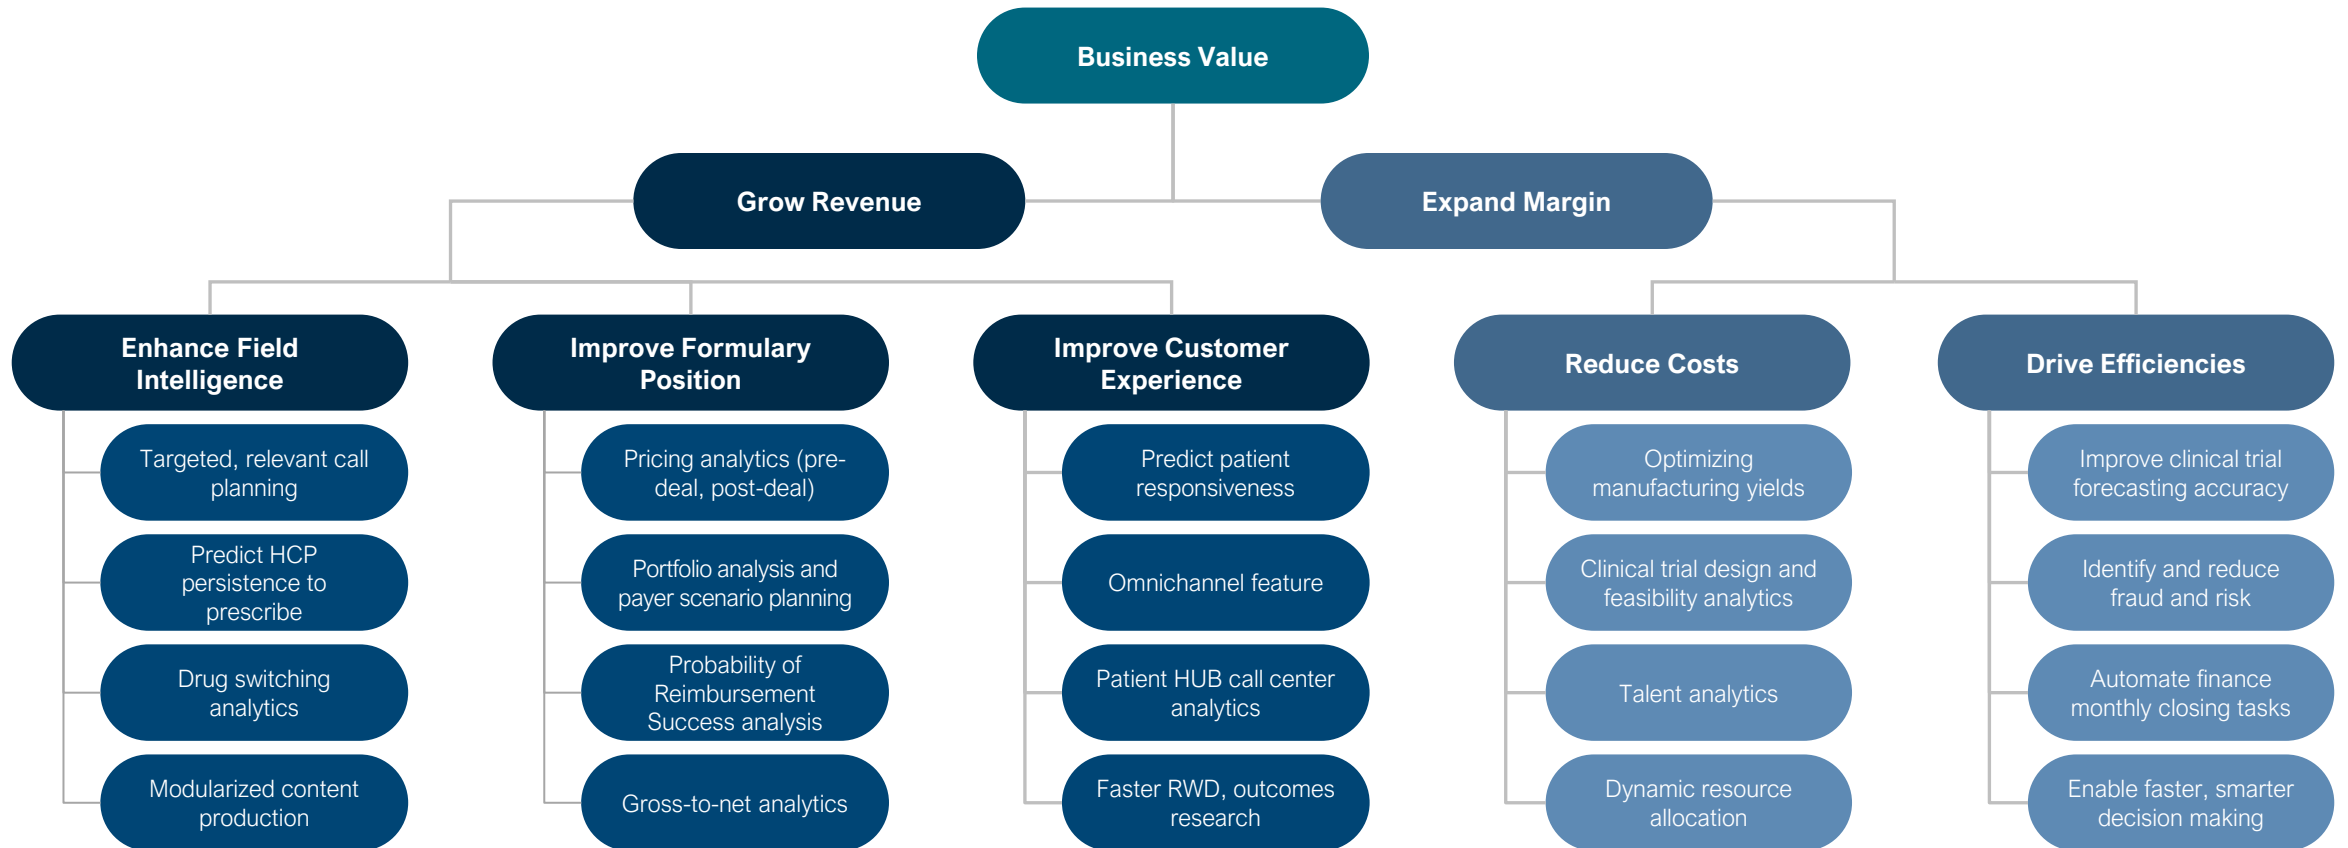 Business Value
Grow Revenue
Expand Margin
Enhance Field
Intelligence
Improve Formulary
Position
Improve Customer
Experience
Reduce Costs
Drive Efficiencies
Targeted, relevant call
planning
Predict HCP
persistence to
prescribe
Drug switching
analytics
Modularized content
production
Pricing analytics (pre-
deal, post-deal)
Portfolio analysis and
payer scenario planning
Probability of
Reimbursement
Success analysis
Gross-to-net analytics
Predict patient
responsiveness
Omnichannel feature
Patient HUB call center
analytics
Faster RWD, outcomes
research
Optimizing
manufacturing yields
Clinical trial design and
feasibility analytics
Talent analytics
Dynamic resource
allocation
Improve clinical trial
forecasting accuracy
Identify and reduce
fraud and risk
Automate finance
monthly closing tasks
Enable faster, smarter
decision making